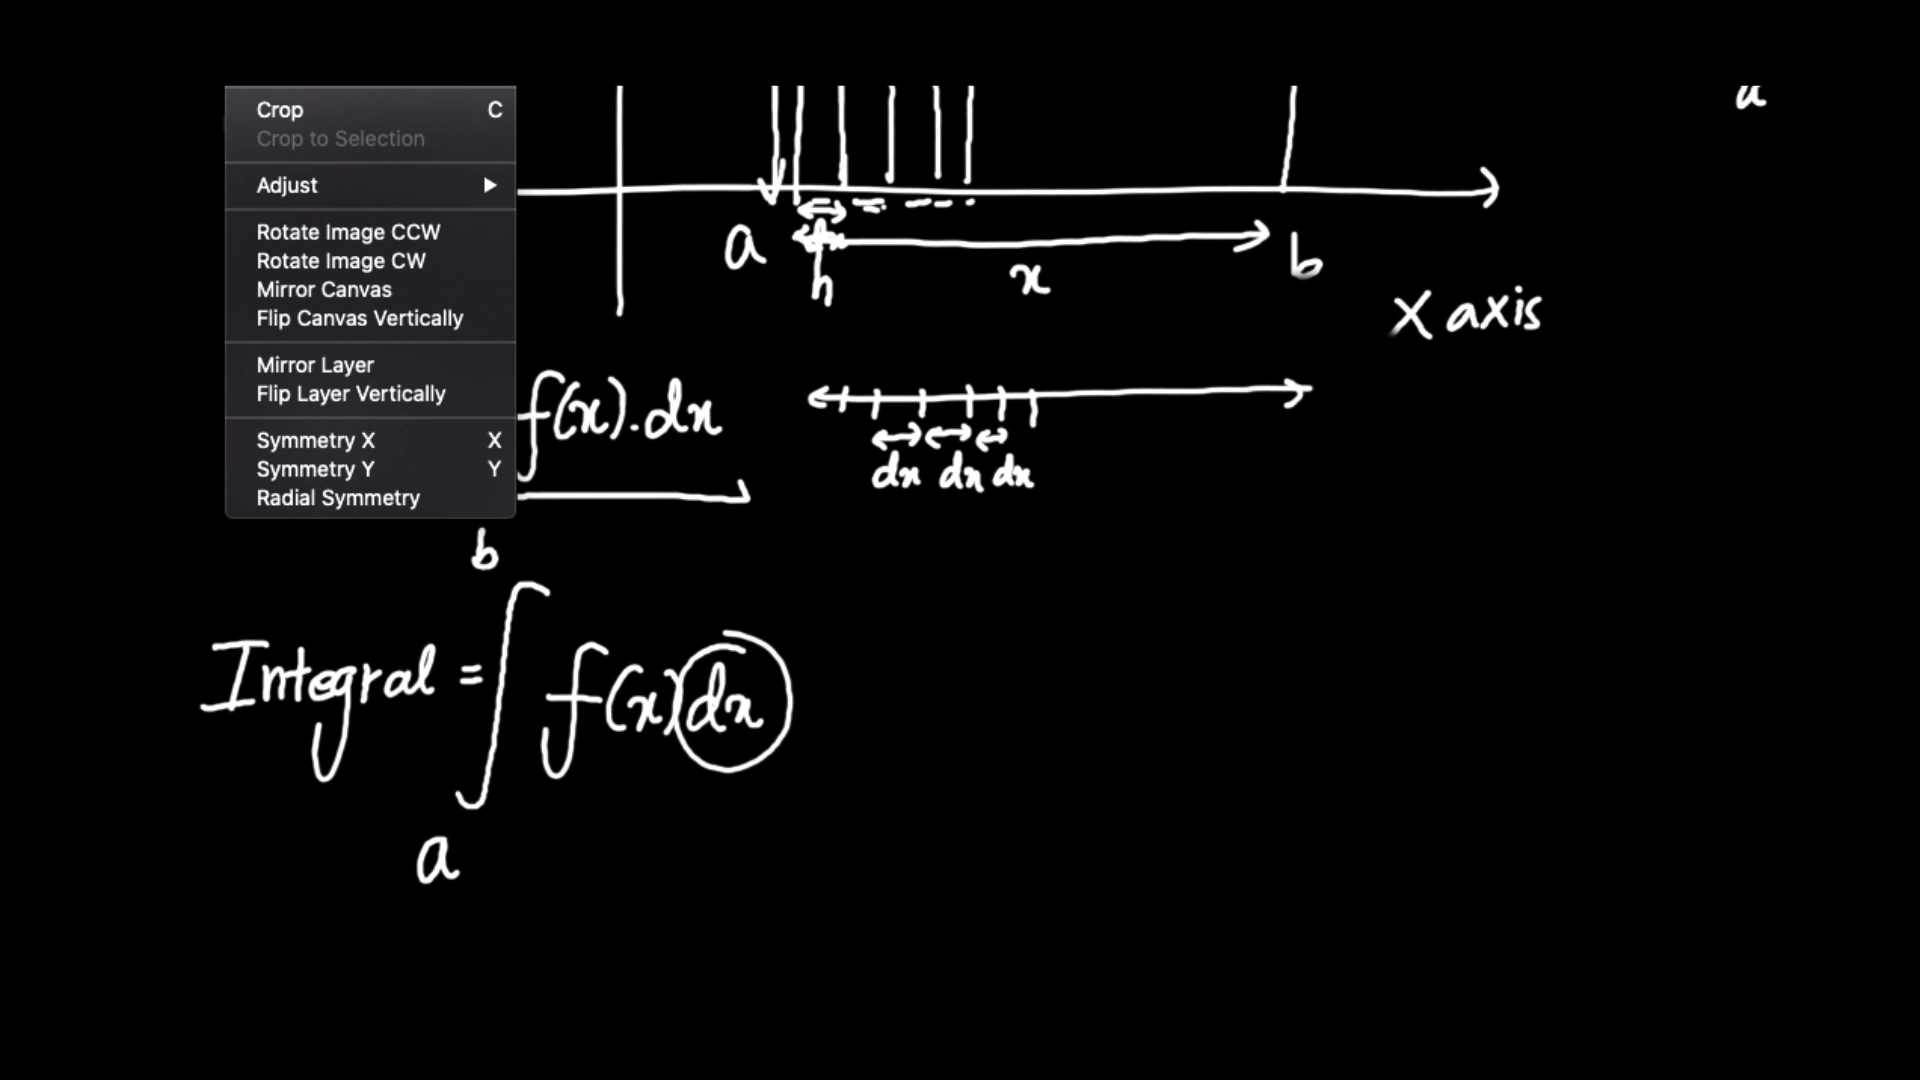 a
Crop C
Crop to Selection
Adjust
Rotate Image CCW
Rotate Image CW
Mirror Canvas
Flip Canvas Vertically
Mirror Layer
Flip Layer Vertically
Symmetry X X
Symmetry Y Y
Radial Symmetry
a dx b
h x
X axis
f(x).dx
dx dx dx
b
Integral = ∫ f(x)dx
a